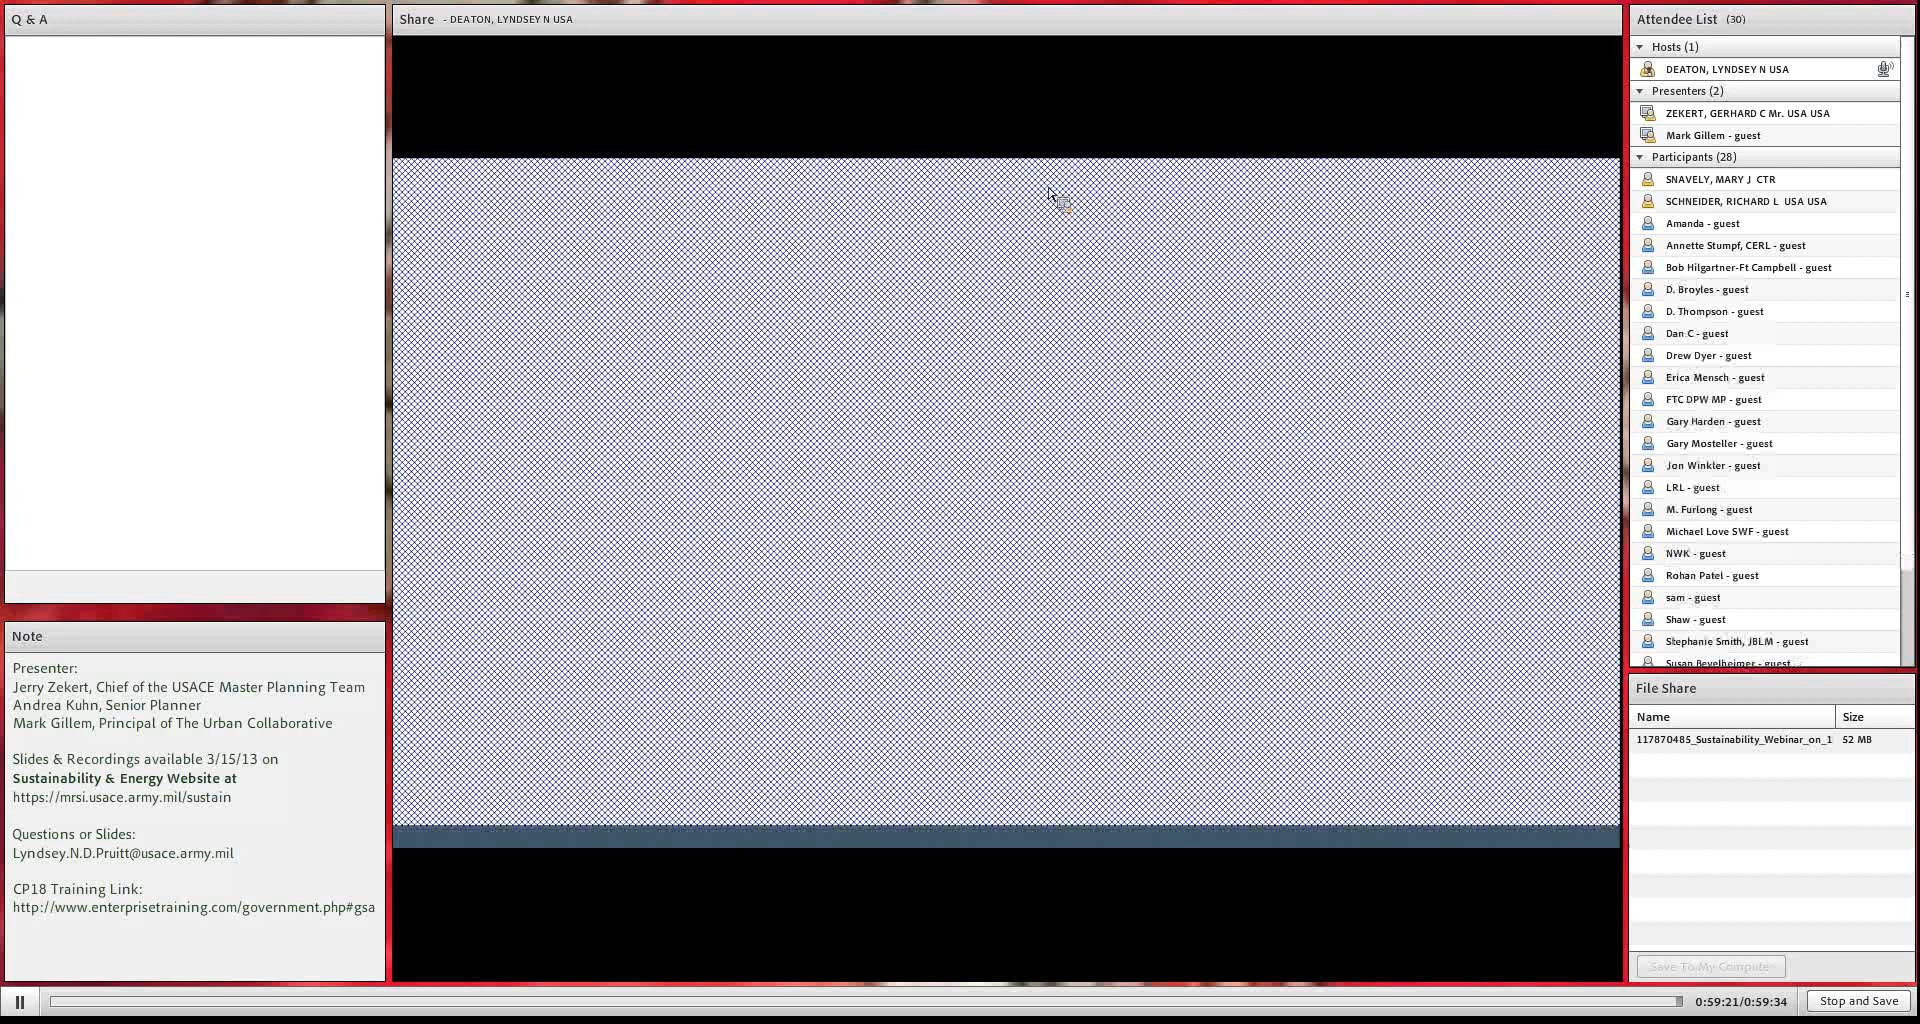 Q & A
Share - DEATON, LYNDSEY N USA
Attendee List (30)
Hosts (1)
DEATON, LYNDSEY N USA
Presenters (2)
ZEKERT, GERHARD C Mr. USA USA
Mark Gillem - guest
Participants (28)
SNAVELY, MARY J CTR
SCHNEIDER, RICHARD L USA USA
Amanda - guest
Annette Stumpf, CERL - guest
Bob Hilgartner-Ft Campbell - guest
D. Broyles - guest
D. Thompson - guest
Dan C - guest
Drew Dyer - guest
Erica Mensch - guest
FTC DPW MP - guest
Gary Harden - guest
Gary Mosteller - guest
Jon Winkler - guest
LRL - guest
M. Furlong - guest
Michael Love SWF - guest
NWK - guest
Rohan Patel - guest
sam - guest
Shaw - guest
Stephanie Smith, JBLM - guest
Susan Bevelheimer - guest
Note
Presenter:
Jerry Zekert, Chief of the USACE Master Planning Team
Andrea Kuhn, Senior Planner
Mark Gillem, Principal of The Urban Collaborative
Slides & Recordings available 3/15/13 on
Sustainability & Energy Website at
https://mrsi.usace.army.mil/sustain
Questions or Slides:
Lyndsey.N.D.Pruitt@usace.army.mil
CP18 Training Link:
http://www.enterprisetraining.com/government.php#gsa
File Share
Name Size
117870485_Sustainability_Webinar_on_1 52 MB
Save To My Compute
0:59:21/0:59:34
Stop and Save